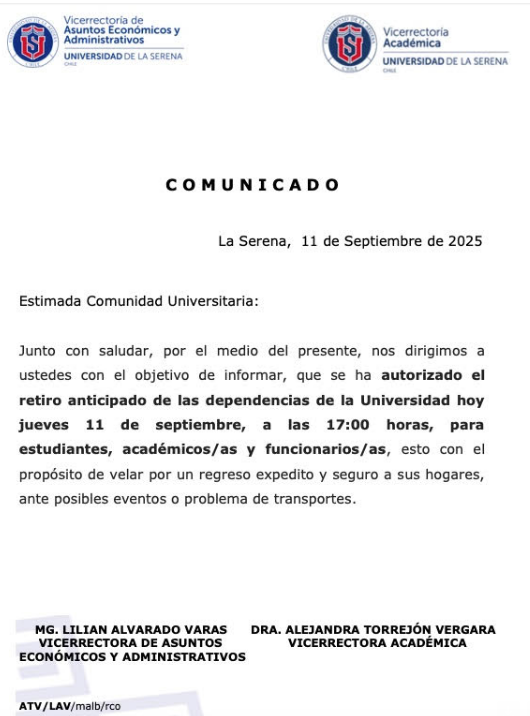 Vicerrectoría de
Asuntos Económicos y
Administrativos
UNIVERSIDAD DE LA SERENA
CHILE
Vicerrectoría
Académica
UNIVERSIDAD DE LA SERENA
CHILE
COMUNICADO
La Serena, 11 de Septiembre de 2025
Estimada Comunidad Universitaria:
Junto con saludar, por el medio del presente, nos dirigimos a
ustedes con el objetivo de informar, que se ha autorizado el
retiro anticipado de las dependencias de la Universidad hoy
jueves 11 de septiembre, a las 17:00 horas, para
estudiantes, académicos/as y funcionarios/as, esto con el
propósito de velar por un regreso expedito y seguro a sus hogares,
ante posibles eventos o problema de transportes.
MG. LILIAN ALVARADO VARAS
VICERRECTORA DE ASUNTOS
ECONÓMICOS Y ADMINISTRATIVOS
DRA. ALEJANDRA TORREJÓN VERGARA
VICERRECTORA ACADÉMICA
ATV/LAV/malb/rco